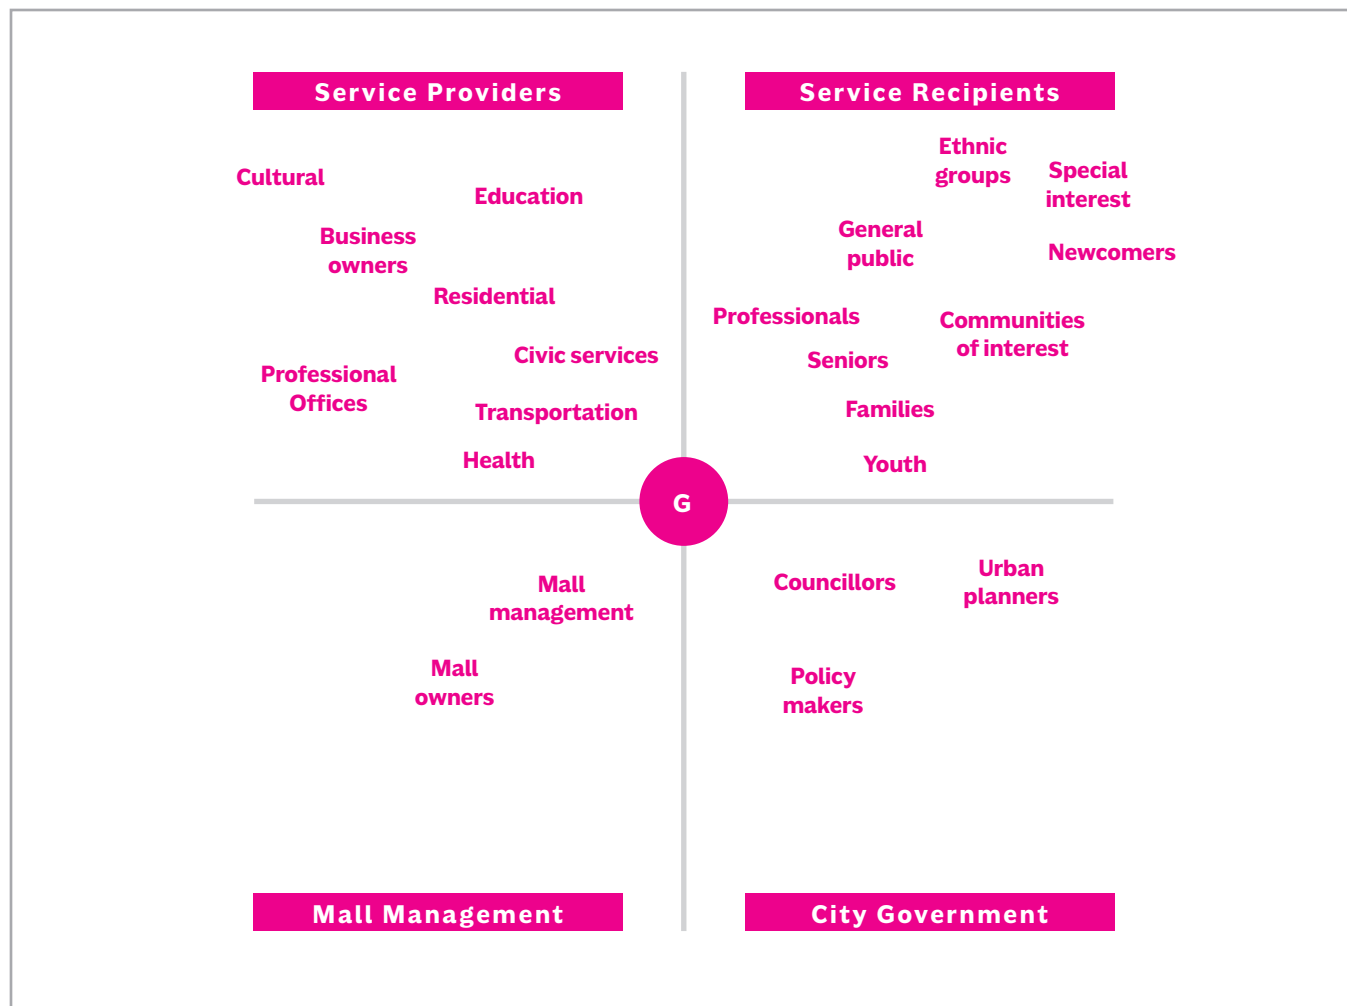 Service Providers
Service Recipients
Cultural
Education
Business
owners
Residential
Civic services
Professional
Offices
Transportation
Health
Ethnic
groups
Special
interest
General
public
Newcomers
Professionals
Communities
of interest
Seniors
Families
Youth
G
Mall
management
Mall
owners
Councillors
Urban
planners
Policy
makers
Mall Management
City Government